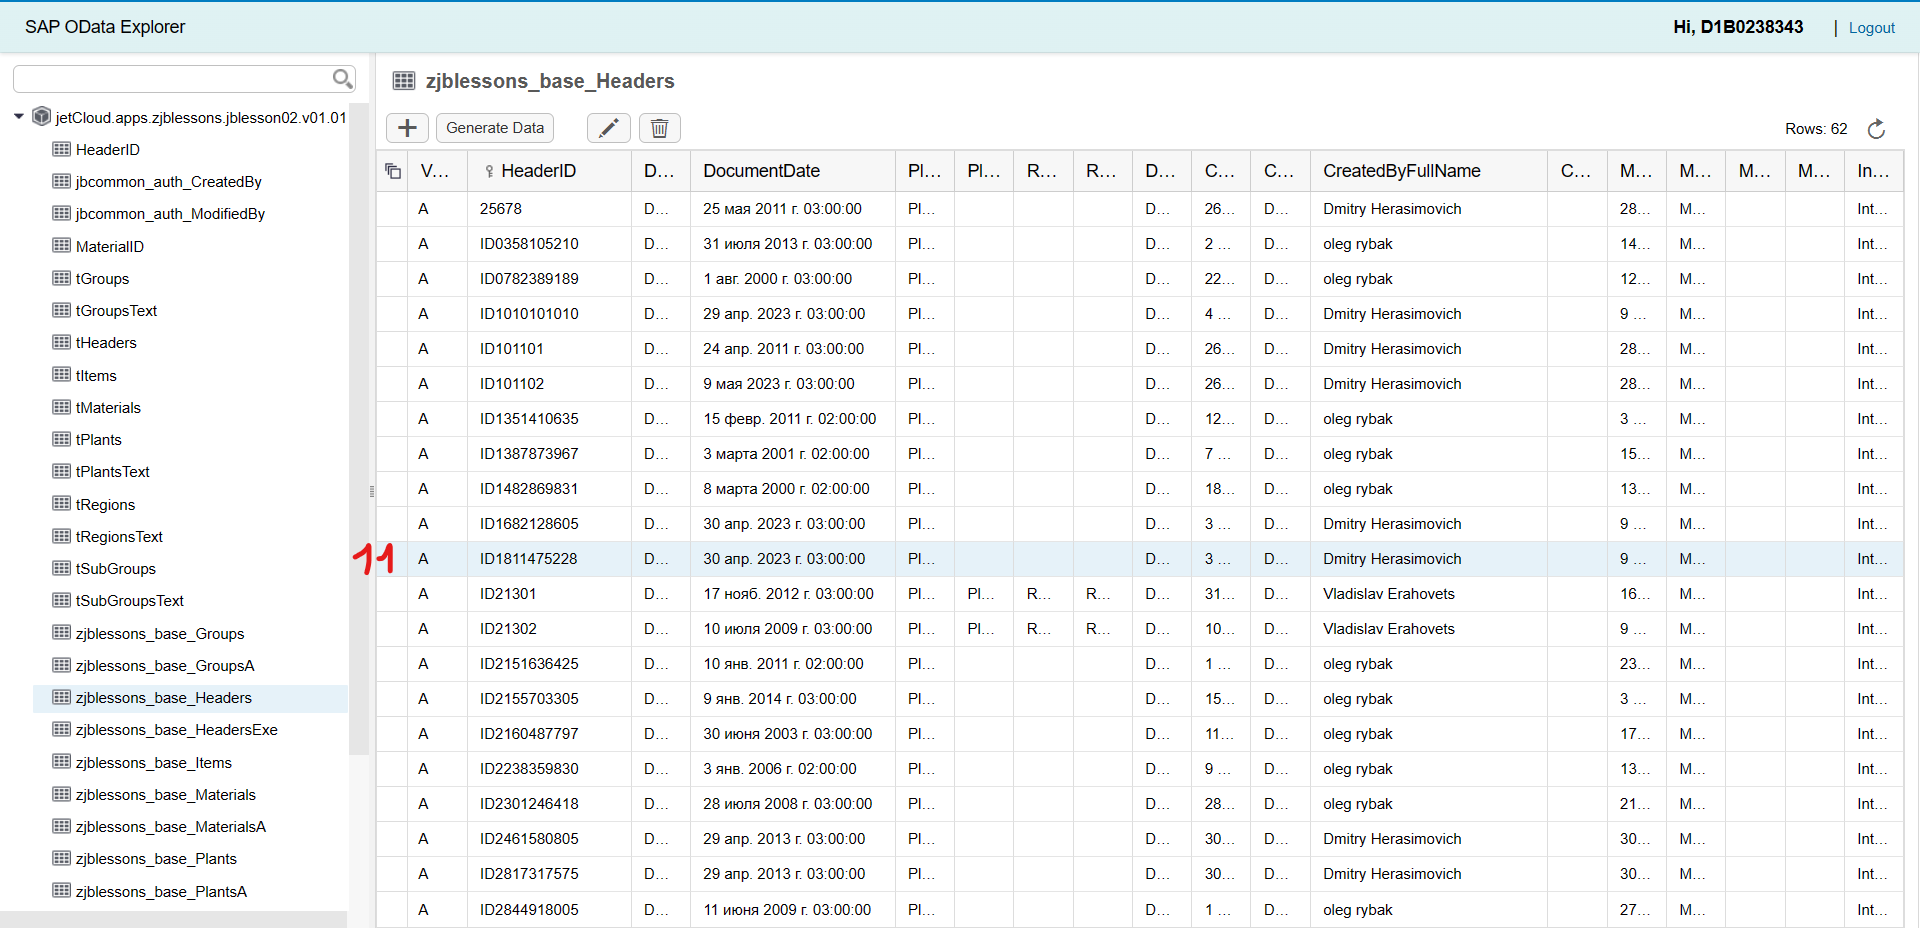 SAP OData Explorer
Hi, D1B0238343 | Logout
jetCloud.apps.zjblessons.jblesson02.v01.01
HeaderID
jbcommon_auth_CreatedBy
jbcommon_auth_ModifiedBy
MaterialID
tGroups
tGroupsText
tHeaders
tItems
tMaterials
tPlants
tPlantsText
tRegions
tRegionsText
tSubGroups
tSubGroupsText
zjblessons_base_Groups
zjblessons_base_GroupsA
zjblessons_base_Headers
zjblessons_base_HeadersExe
zjblessons_base_Items
zjblessons_base_Materials
zjblessons_base_MaterialsA
zjblessons_base_Plants
zjblessons_base_PlantsA
zjblessons_base_Headers
Generate Data
Rows: 62
V... HeaderID D... DocumentDate Pl... Pl... R... R... D... C... C... CreatedByFullName C... M... M... M... M... In...
A 25678 D... 25 мая 2011 г. 03:00:00 Pl... D... 26... D... Dmitry Herasimovich 28... M... Int...
A ID0358105210 D... 31 июля 2013 г. 03:00:00 Pl... D... 2 ... D... oleg rybak 14... M... Int...
A ID0782389189 D... 1 авг. 2000 г. 03:00:00 Pl... D... 22... D... oleg rybak 12... M... Int...
A ID1010101010 D... 29 апр. 2023 г. 03:00:00 Pl... D... 4 ... D... Dmitry Herasimovich 9 ... M... Int...
A ID101101 D... 24 апр. 2011 г. 03:00:00 Pl... D... 26... D... Dmitry Herasimovich 28... M... Int...
A ID101102 D... 9 мая 2023 г. 03:00:00 Pl... D... 26... D... Dmitry Herasimovich 28... M... Int...
A ID1351410635 D... 15 февр. 2011 г. 02:00:00 Pl... D... 12... D... oleg rybak 3 ... M... Int...
A ID1387873967 D... 3 марта 2001 г. 02:00:00 Pl... D... 7 ... D... oleg rybak 15... M... Int...
A ID1482869831 D... 8 марта 2000 г. 02:00:00 Pl... D... 18... D... oleg rybak 13... M... Int...
A ID1682128605 D... 30 апр. 2023 г. 03:00:00 Pl... D... 3 ... D... Dmitry Herasimovich 9 ... M... Int...
11 A ID1811475228 D... 30 апр. 2023 г. 03:00:00 Pl... D... 3 ... D... Dmitry Herasimovich 9 ... M... Int...
A ID21301 D... 17 нояб. 2012 г. 03:00:00 Pl... Pl... R... R... D... 31... D... Vladislav Erahovets 16... M... Int...
A ID21302 D... 10 июля 2009 г. 03:00:00 Pl... Pl... R... R... D... 10... D... Vladislav Erahovets 9 ... M... Int...
A ID2151636425 D... 10 янв. 2011 г. 02:00:00 Pl... D... 1 ... D... oleg rybak 23... M... Int...
A ID2155703305 D... 9 янв. 2014 г. 03:00:00 Pl... D... 15... D... oleg rybak 3 ... M... Int...
A ID2160487797 D... 30 июня 2003 г. 03:00:00 Pl... D... 11... D... oleg rybak 17... M... Int...
A ID2238359830 D... 3 янв. 2006 г. 02:00:00 Pl... D... 9 ... D... oleg rybak 13... M... Int...
A ID2301246418 D... 28 июля 2008 г. 03:00:00 Pl... D... 28... D... oleg rybak 21... M... Int...
A ID2461580805 D... 29 апр. 2013 г. 03:00:00 Pl... D... 30... D... Dmitry Herasimovich 30... M... Int...
A ID2817317575 D... 29 апр. 2013 г. 03:00:00 Pl... D... 30... D... Dmitry Herasimovich 30... M... Int...
A ID2844918005 D... 11 июня 2009 г. 03:00:00 Pl... D... 1 ... D... oleg rybak 27... M... Int...